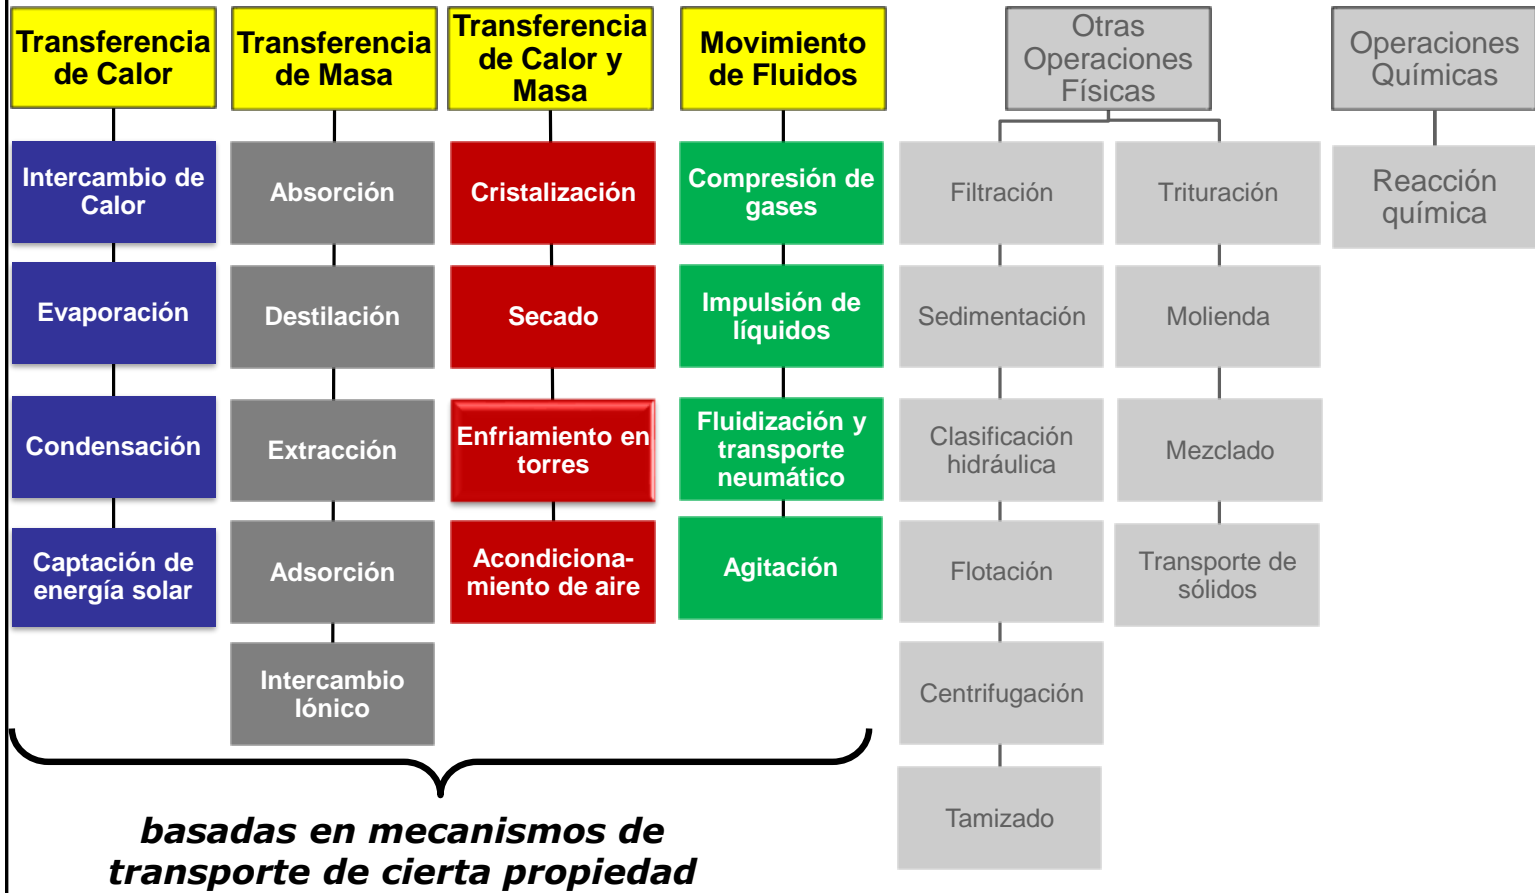 Transferencia
de Calor
Transferencia
de Masa
Transferencia
de Calor y
Masa
Movimiento
de Fluidos
Otras
Operaciones
Físicas
Operaciones
Químicas
Intercambio de
Calor
Evaporación
Condensación
Captación de
energía solar
Absorción
Destilación
Extracción
Adsorción
Intercambio
Iónico
Cristalización
Secado
Enfriamiento en
torres
Acondiciona-
miento de aire
Compresión de
gases
Impulsión de
líquidos
Fluidización y
transporte
neumático
Agitación
Filtración
Sedimentación
Clasificación
hidráulica
Flotación
Centrifugación
Tamizado
Trituración
Molienda
Mezclado
Transporte de
sólidos
Reacción
química
basadas en mecanismos de
transporte de cierta propiedad